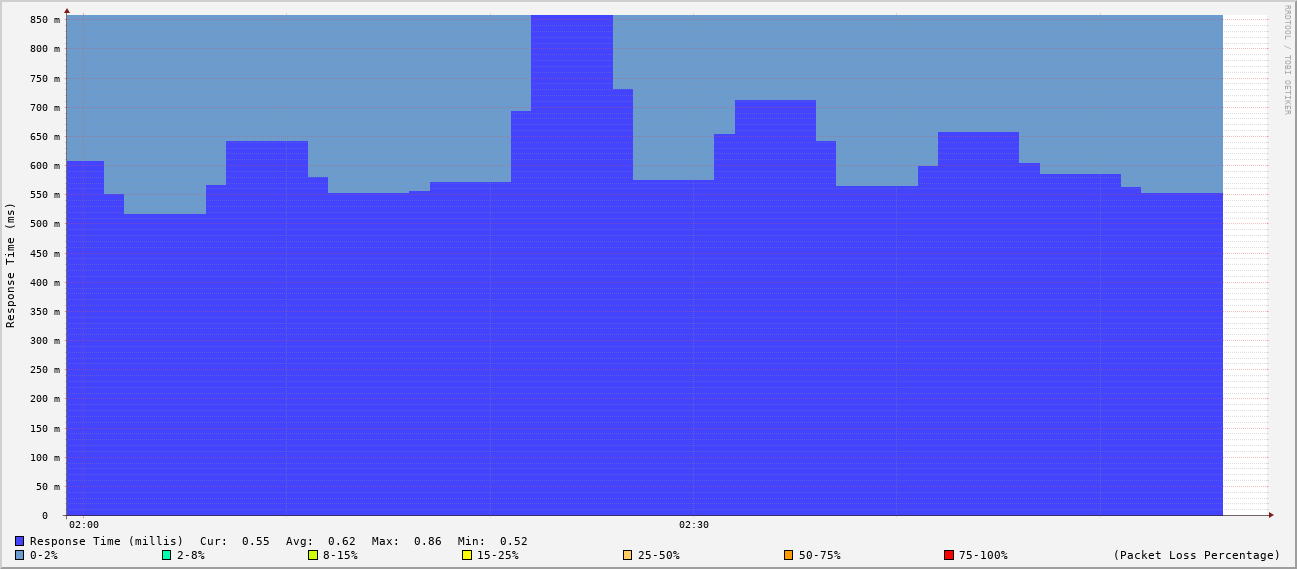 RRDTOOL / TOBI OETIKER
Response Time (ms)
850 m
800 m
750 m
700 m
650 m
600 m
550 m
500 m
450 m
400 m
350 m
300 m
250 m
200 m
150 m
100 m
50 m
0
02:00 02:30
Response Time (millis) Cur: 0.55 Avg: 0.62 Max: 0.86 Min: 0.52
0-2% 2-8% 8-15% 15-25% 25-50% 50-75% 75-100% (Packet Loss Percentage)